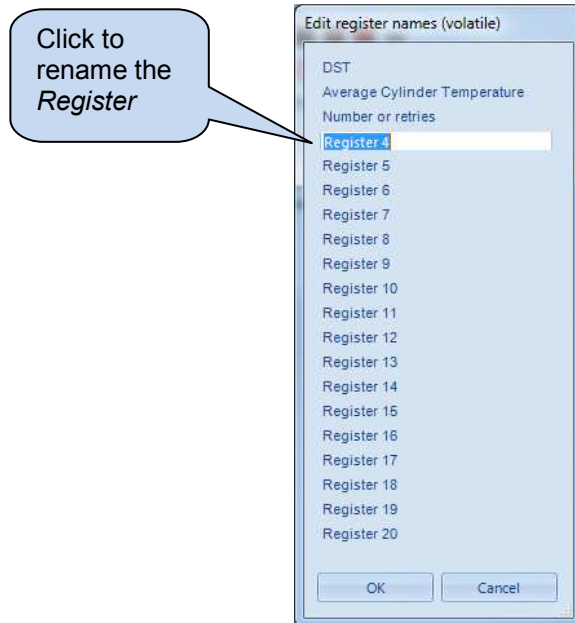 Click to
rename the
Register
Edit register names (volatile)
DST
Average Cylinder Temperature
Number or retries
Register 4
Register 5
Register 6
Register 7
Register 8
Register 9
Register 10
Register 11
Register 12
Register 13
Register 14
Register 15
Register 16
Register 17
Register 18
Register 19
Register 20
OK Cancel